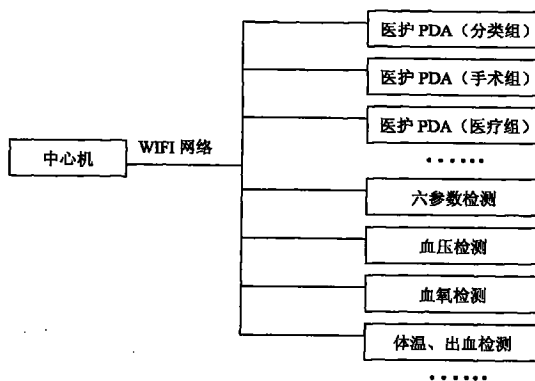 医护 PDA（分类组）
医护 PDA（手术组）
医护 PDA（医疗组）
······
中心机
WIFI 网络
六参数检测
血压检测
血氧检测
体温、出血检测
······